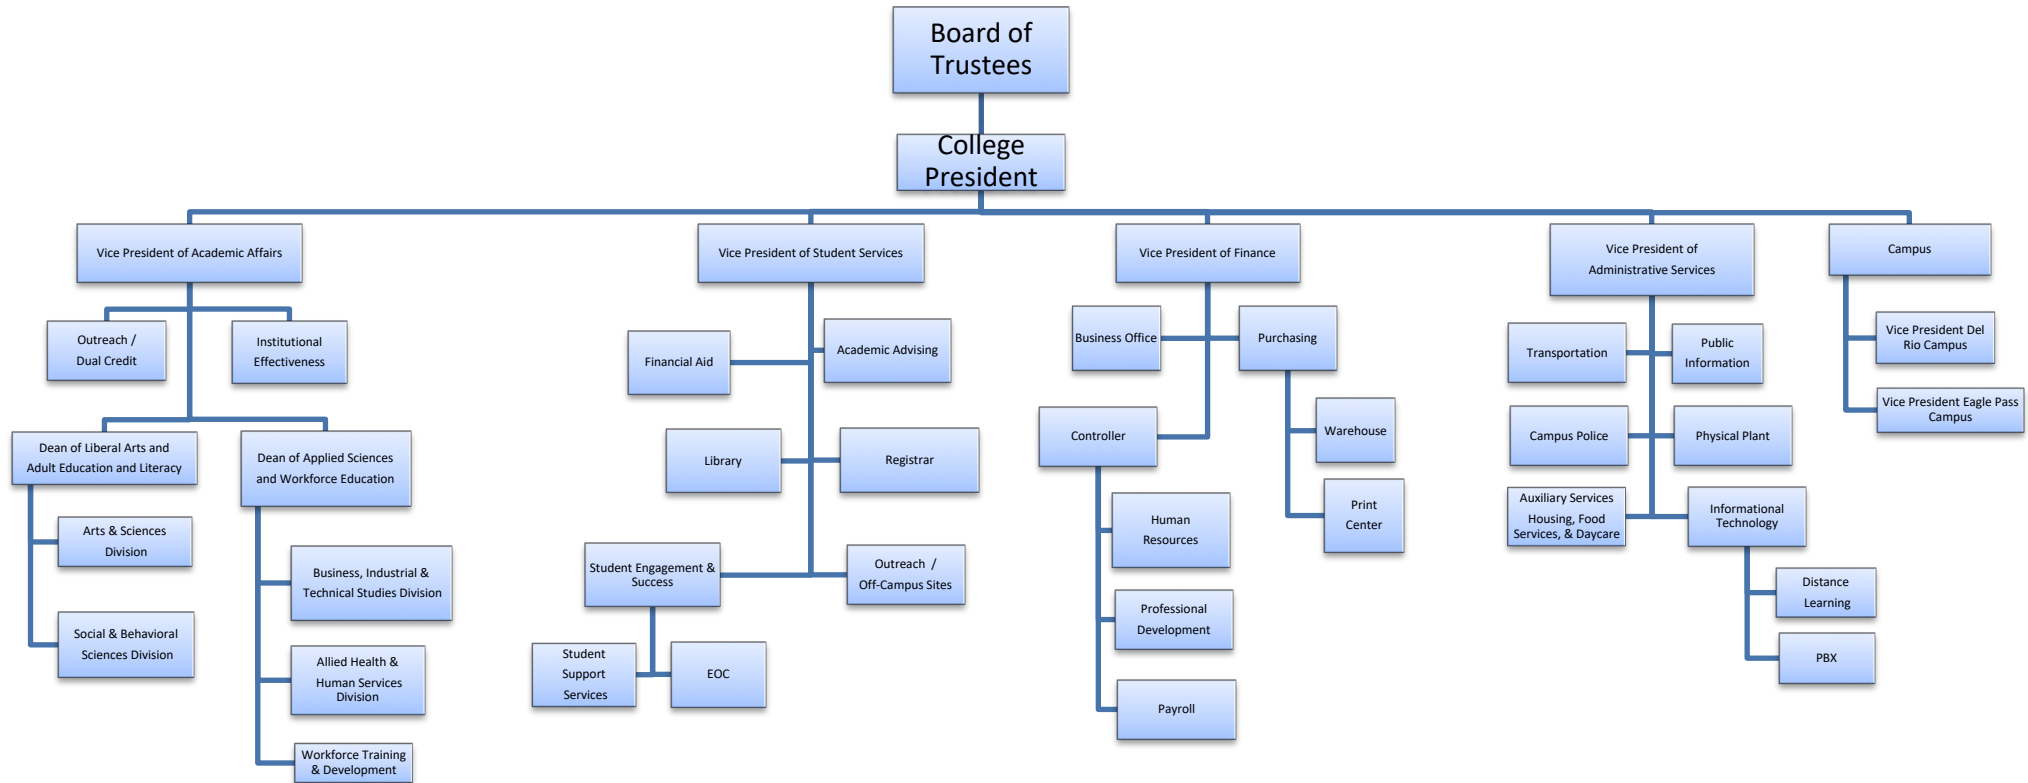 Board of
Trustees
College
President
Vice President of Academic Affairs
Vice President of Student Services
Vice President of Finance
Vice President of
Administrative Services
Campus
Outreach /
Dual Credit
Institutional
Effectiveness
Dean of Liberal Arts and
Adult Education and Literacy
Dean of Applied Sciences
and Workforce Education
Arts & Sciences
Division
Social & Behavioral
Sciences Division
Business, Industrial &
Technical Studies Division
Allied Health &
Human Services
Division
Workforce Training
& Development
Financial Aid
Academic Advising
Library
Registrar
Student Engagement &
Success
Outreach /
Off-Campus Sites
Student
Support
Services
EOC
Business Office
Purchasing
Controller
Warehouse
Print
Center
Human
Resources
Professional
Development
Payroll
Transportation
Public
Information
Campus Police
Physical Plant
Auxiliary Services
Housing, Food
Services, & Daycare
Informational
Technology
Distance
Learning
PBX
Vice President Del
Rio Campus
Vice President Eagle Pass
Campus